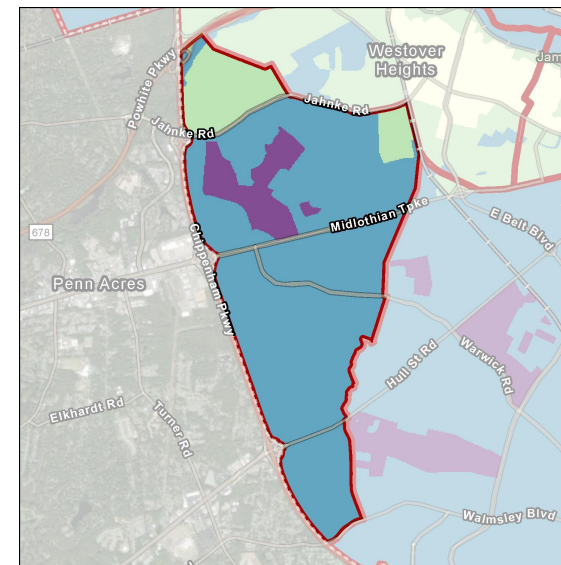 Westover
Heights
Jam
Powhite Pkwy
Jahnke Rd
Jahnke Rd
Midlothian Tpke
E Belt Blvd
678
Chippenham Pkwy
Penn Acres
Hull St Rd
Warwick Rd
Elkhardt Rd
Turner Rd
Walmsley Blvd